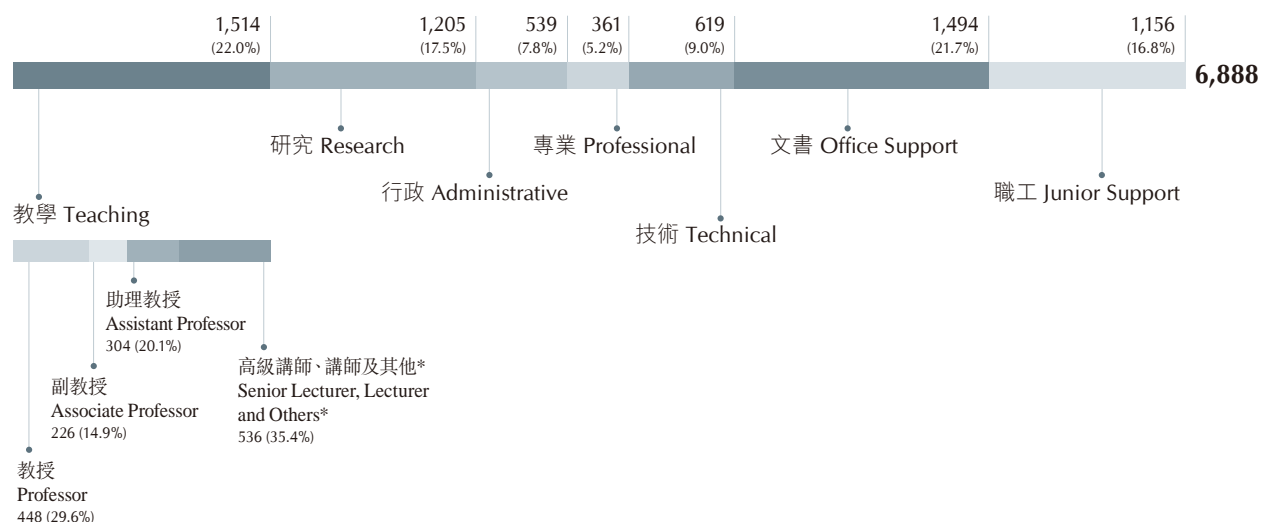 1,514
(22.0%)
1,205
(17.5%)
539
(7.8%)
361
(5.2%)
619
(9.0%)
1,494
(21.7%)
1,156
(16.8%)
6,888
研究 Research
專業 Professional
文書 Office Support
行政 Administrative
職工 Junior Support
教學 Teaching
技術 Technical
助理教授
Assistant Professor
304 (20.1%)
高級講師、講師及其他*
Senior Lecturer, Lecturer
and Others*
536 (35.4%)
副教授
Associate Professor
226 (14.9%)
教授
Professor
448 (29.6%)